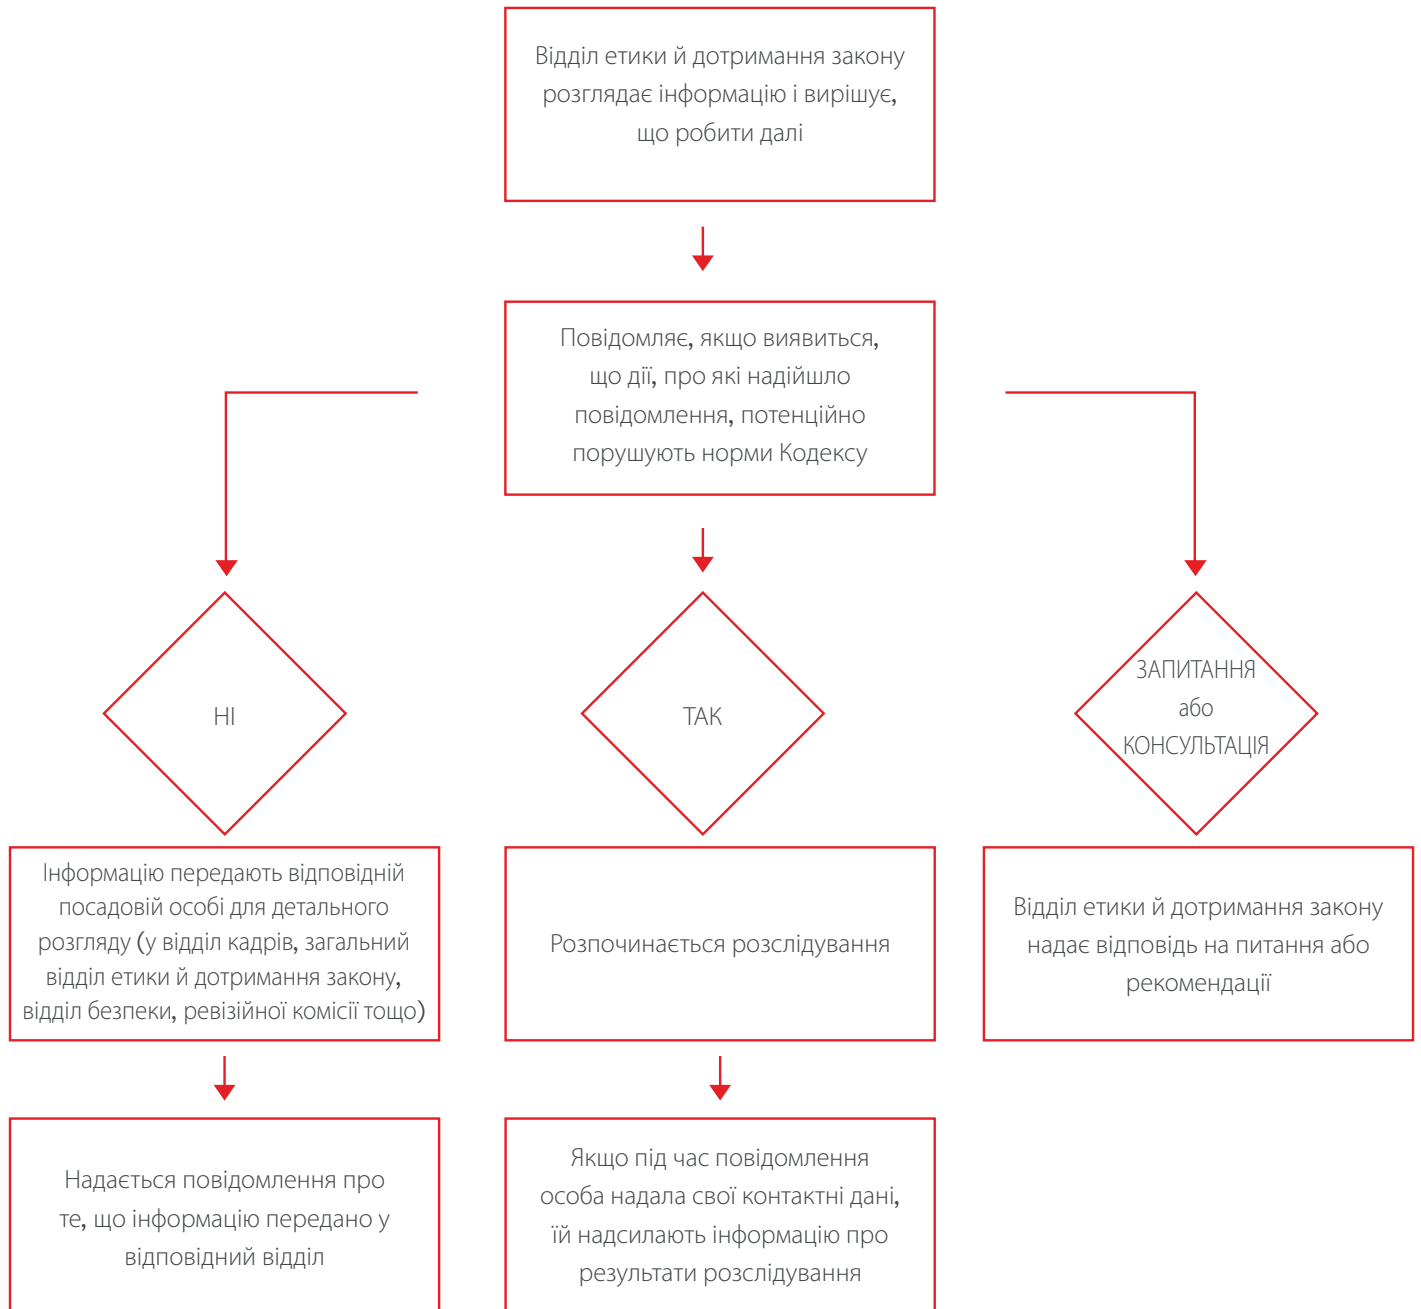 Відділ етики й дотримання закону
розглядає інформацію і вирішує,
що робити далі
Повідомляє, якщо виявиться,
що дії, про які надійшло
повідомлення, потенційно
порушують норми Кодексу
НІ
ТАК
ЗАПИТАННЯ
або
КОНСУЛЬТАЦІЯ
Інформацію передають відповідній
посадовій особі для детального
розгляду (у відділ кадрів, загальний
відділ етики й дотримання закону,
відділ безпеки, ревізійної комісії тощо)
Розпочинається розслідування
Відділ етики й дотримання закону
надає відповідь на питання або
рекомендації
Надається повідомлення про
те, що інформацію передано у
відповідний відділ
Якщо під час повідомлення
особа надала свої контактні дані,
їй надсилають інформацію про
результати розслідування